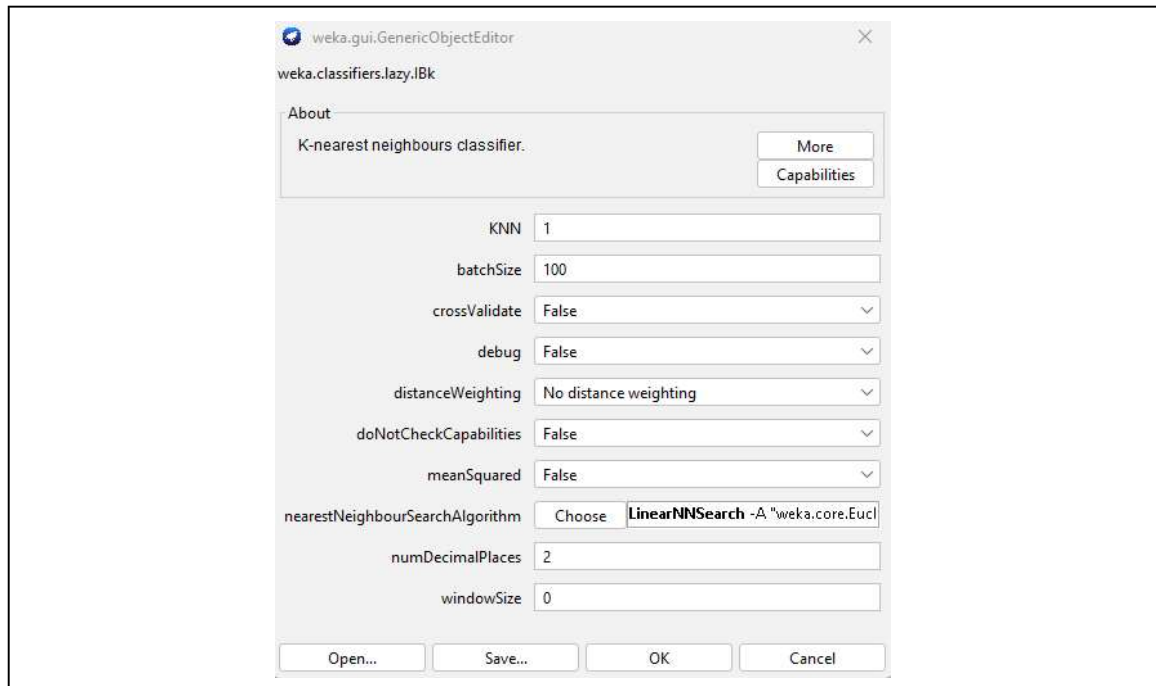 weka.gui.GenericObjectEditor
weka.classifiers.lazy.IBk
About
K-nearest neighbours classifier.
More
Capabilities
KNN 1
batchSize 100
crossValidate False
debug False
distanceWeighting No distance weighting
doNotCheckCapabilities False
meanSquared False
nearestNeighbourSearchAlgorithm Choose LinearNNSearch -A "weka.core.Eucl
numDecimalPlaces 2
windowSize 0
Open... Save... OK Cancel